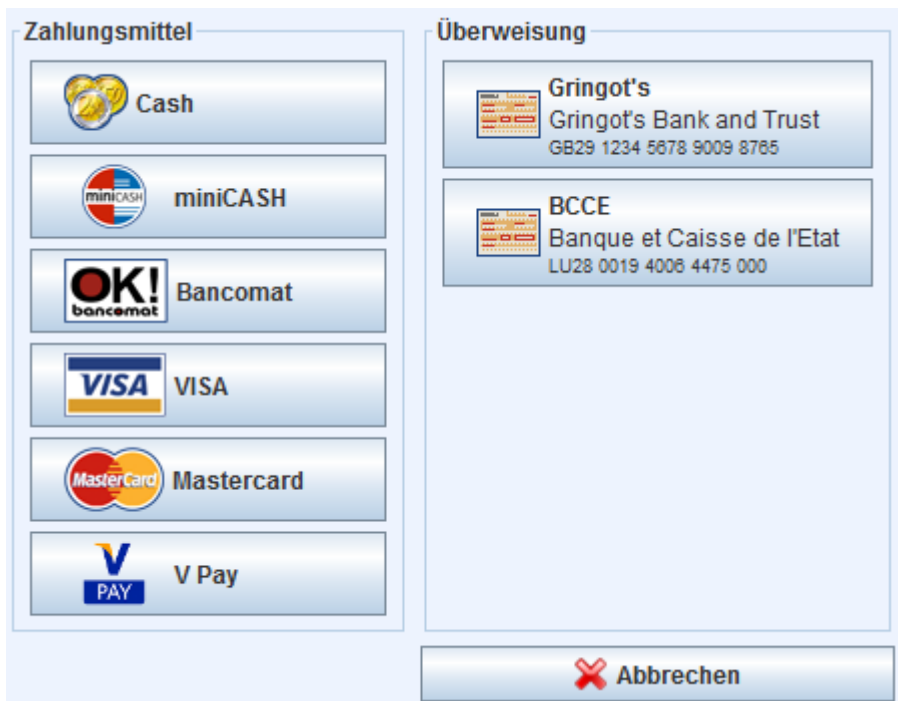 Zahlungsmittel
Cash
miniCASH
miniCASH
OK!
bancomat
Bancomat
VISA
VISA
MasterCard
Mastercard
V
PAY
V Pay
Überweisung
Gringot's
Gringot's Bank and Trust
GB29 1234 5678 9009 8765
BCCE
Banque et Caisse de l'Etat
LU28 0019 4006 4475 000
Abbrechen